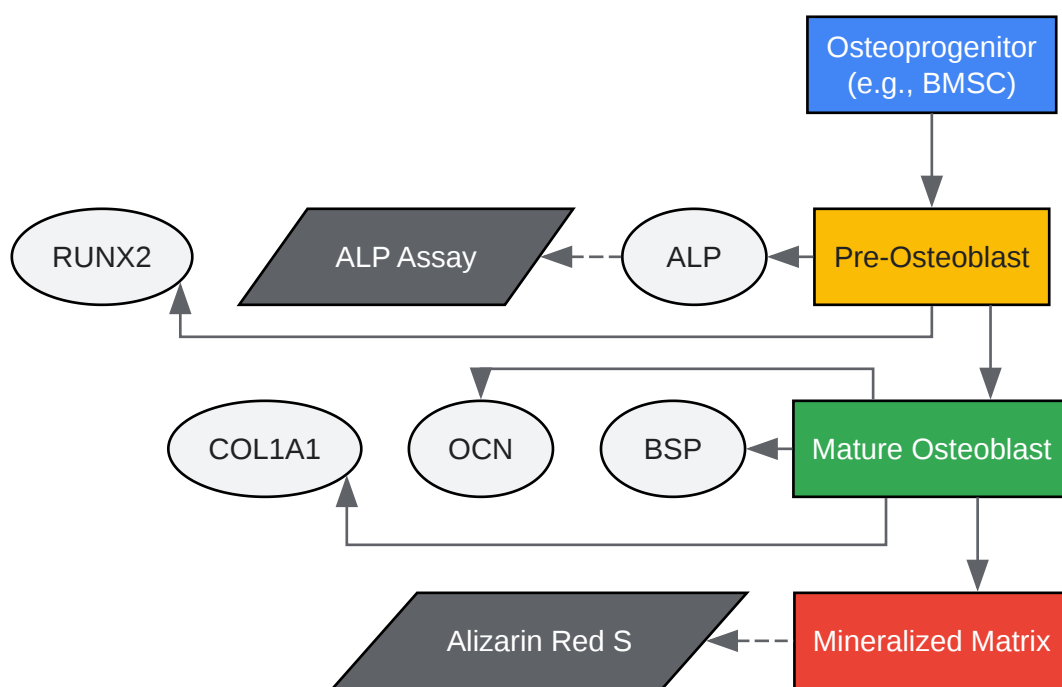 Osteoprogenitor
(e.g., BMSC)
RUNX2
ALP Assay
ALP
Pre-Osteoblast
COL1A1
OCN
BSP
Mature Osteoblast
Alizarin Red S
Mineralized Matrix